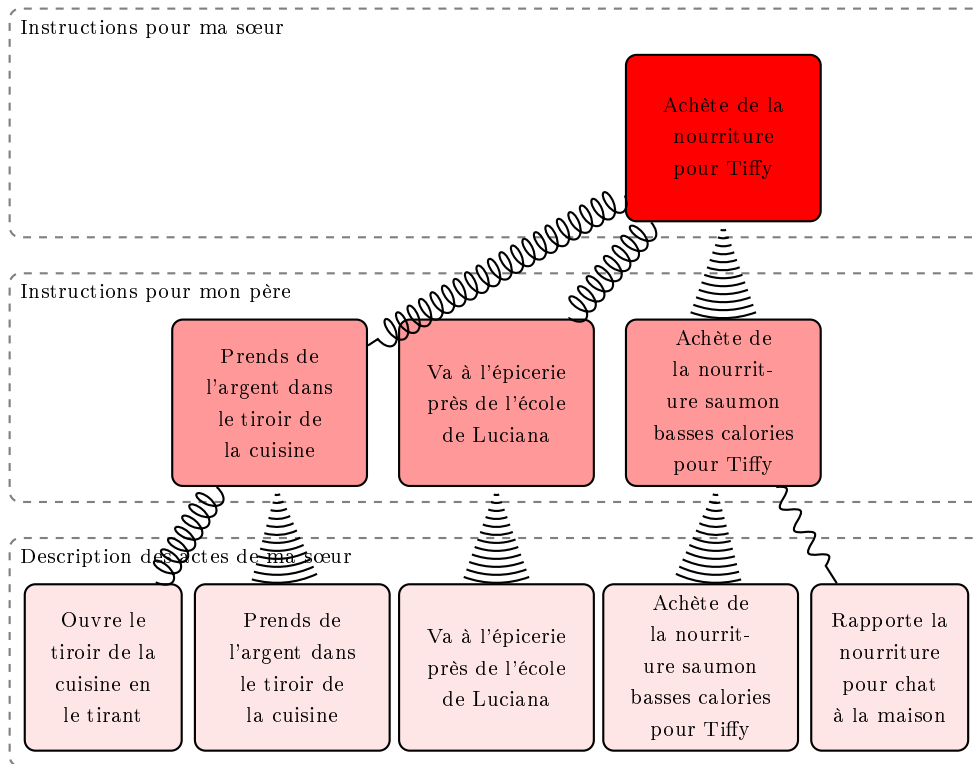 Instructions pour ma sœur
Achète de la
nourriture
pour Tiffy
Instructions pour mon père
Prends de
l'argent dans
le tiroir de
la cuisine
Va à l'épicerie
près de l'école
de Luciana
Achète de
la nourrit-
ure saumon
basses calories
pour Tiffy
Description des actes de ma sœur
Ouvre le
tiroir de la
cuisine en
le tirant
Prends de
l'argent dans
le tiroir de
la cuisine
Va à l'épicerie
près de l'école
de Luciana
Achète de
la nourrit-
ure saumon
basses calories
pour Tiffy
Rapporte la
nourriture
pour chat
à la maison